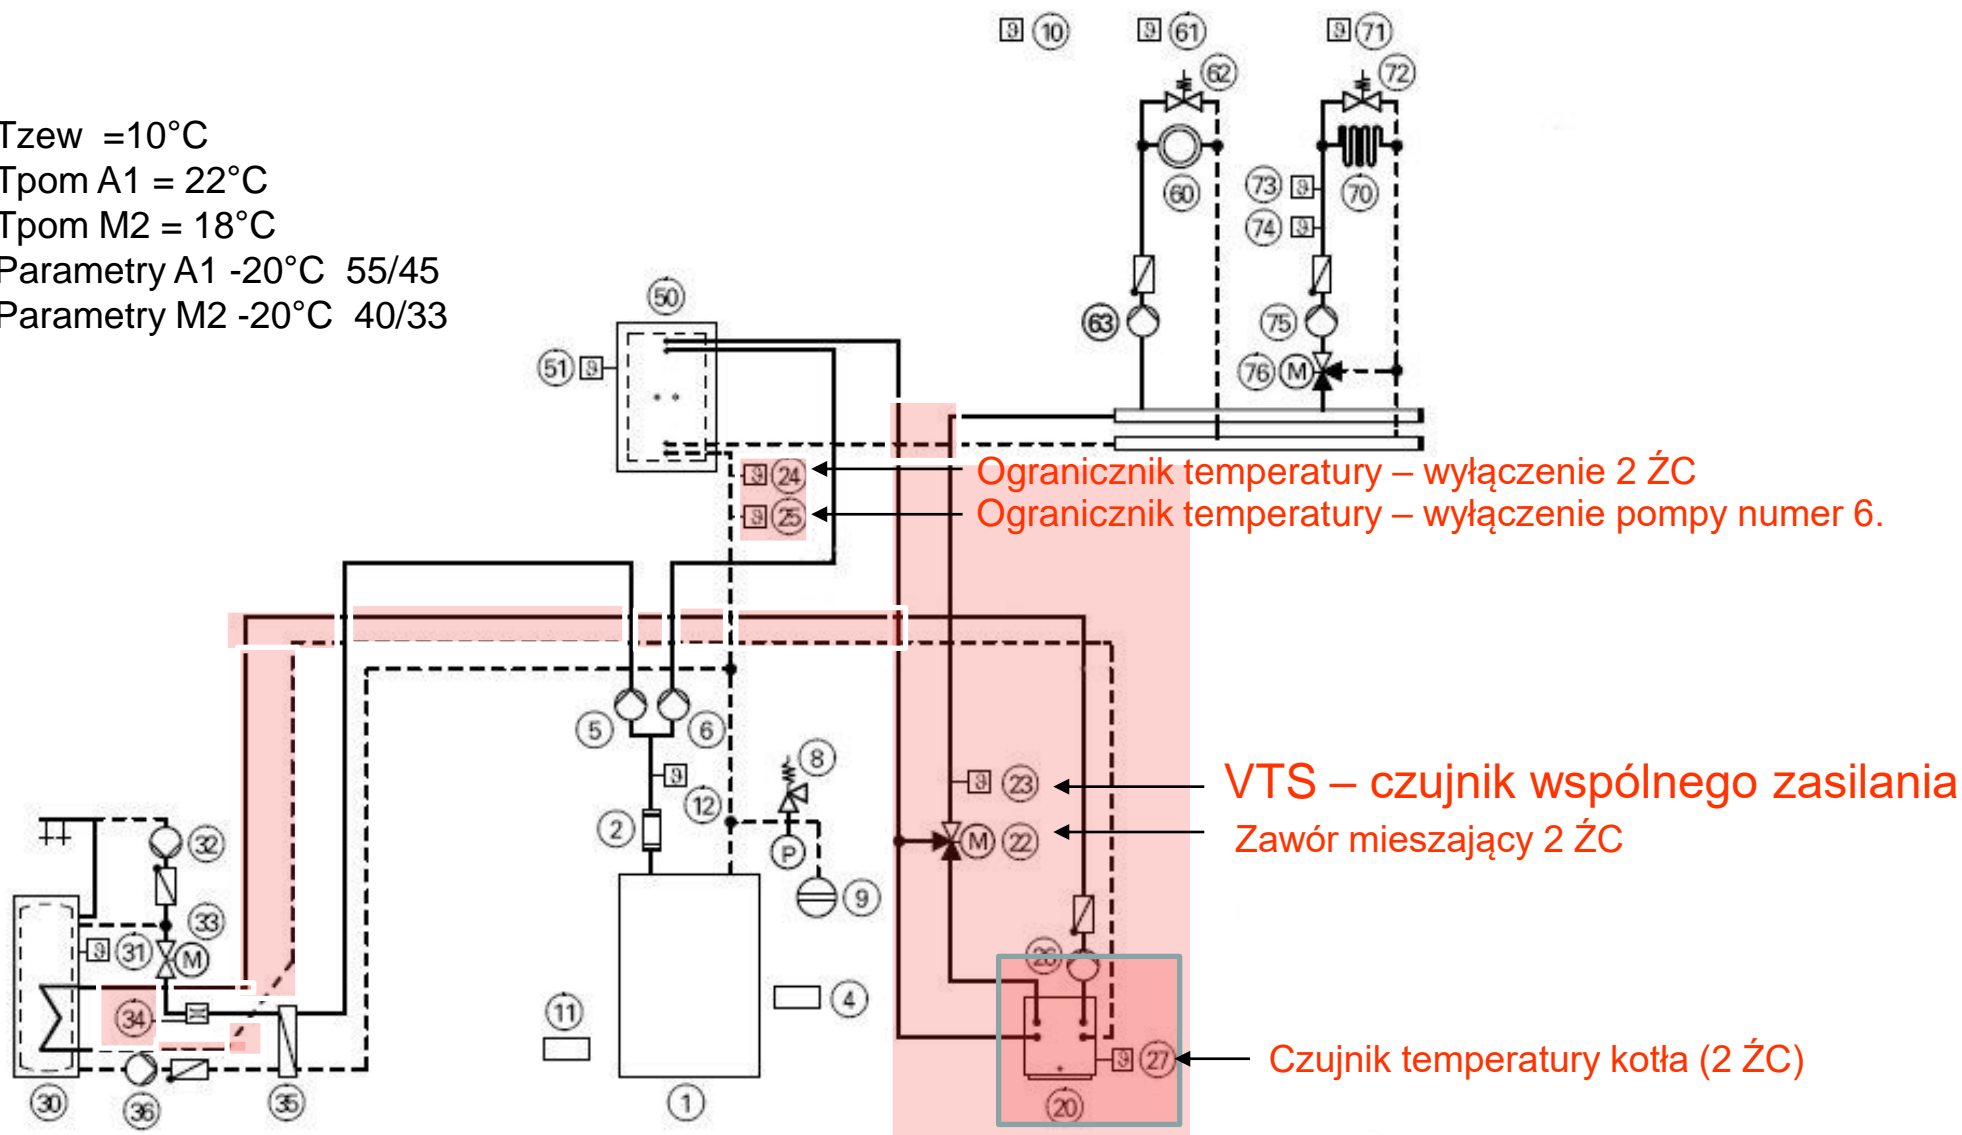 ϑ 10 ϑ 61 ϑ 71
62 72
Tzew =10°C
Tpom A1 = 22°C
Tpom M2 = 18°C
Parametry A1 -20°C 55/45
Parametry M2 -20°C 40/33
60 73 ϑ 70
74 ϑ
50
63 75
51 ϑ
76 M
ϑ 24 Ogranicznik temperatury – wyłączenie 2 ŹC
ϑ 25 Ogranicznik temperatury – wyłączenie pompy numer 6.
5 6
8
ϑ
12
ϑ 23 VTS – czujnik wspólnego zasilania
2
M 22 Zawór mieszający 2 ŹC
32
P
9
33
ϑ 31 M
26
11 4
34
ϑ 27 Czujnik temperatury kotła (2 ŹC)
30 36 35 1 20